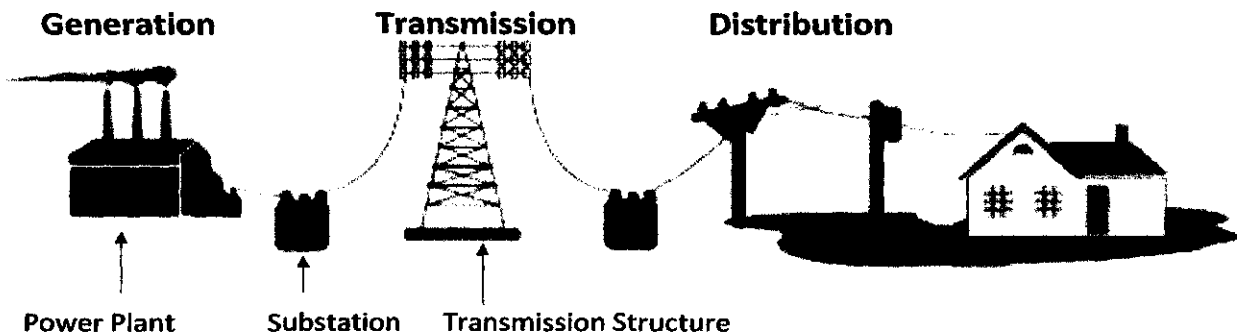 Generation
Transmission
Distribution
Power Plant
Substation
Transmission Structure